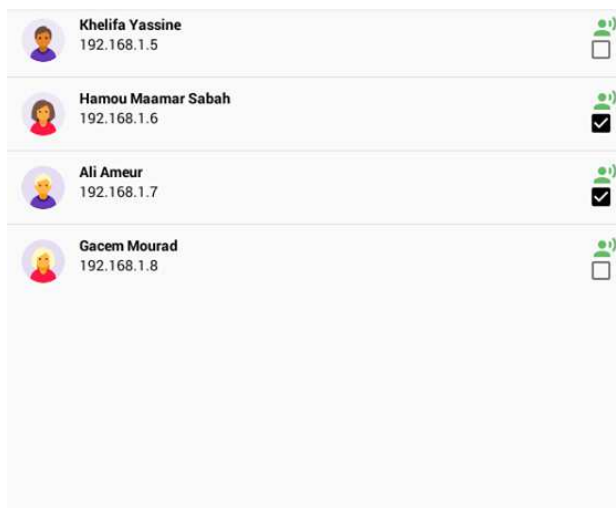 Khelifa Yassine
192.168.1.5
Hamou Maamar Sabah
192.168.1.6
Ali Ameur
192.168.1.7
Gacem Mourad
192.168.1.8